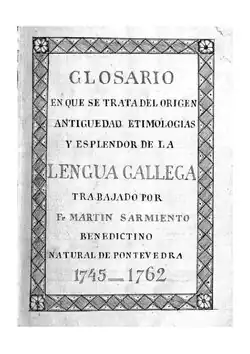 GLOSARIO
EN QUE SE TRATA DEL ORIGEN
ANTIGUEDAD ETIMOLOGIAS
Y ESPLENDOR DE LA
LENGUA GALLEGA
TRABAJADO POR
Fr MARTIN SARMIENTO
BENEDICTINO
NATURAL DE PONTEVEDRA
1745—1762